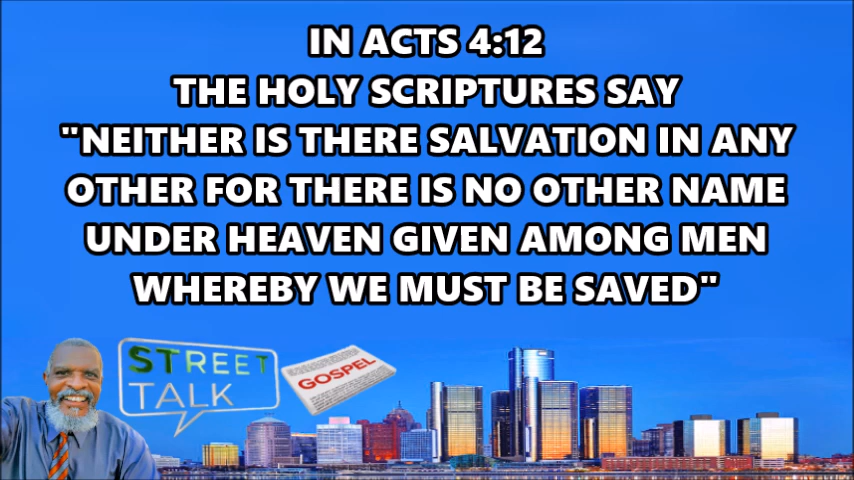 IN ACTS 4:12
THE HOLY SCRIPTURES SAY
"NEITHER IS THERE SALVATION IN ANY
OTHER FOR THERE IS NO OTHER NAME
UNDER HEAVEN GIVEN AMONG MEN
WHEREBY WE MUST BE SAVED"
STREET
TALK
GOSPEL